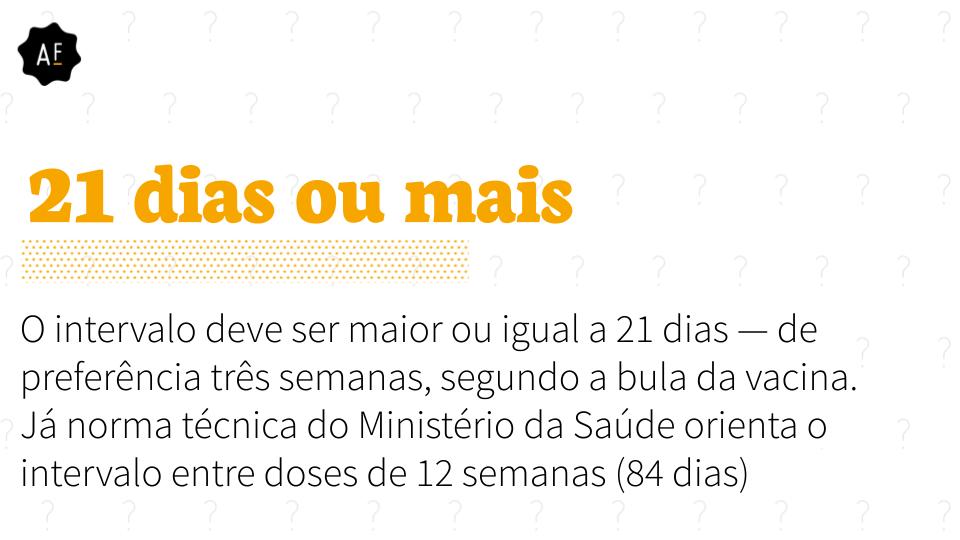 AF
21 dias ou mais
O intervalo deve ser maior ou igual a 21 dias — de
preferência três semanas, segundo a bula da vacina.
Já norma técnica do Ministério da Saúde orienta o
intervalo entre doses de 12 semanas (84 dias)